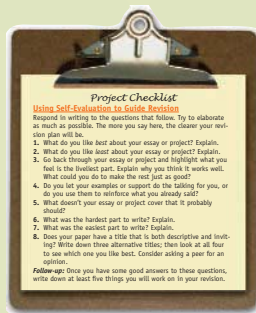 Project Checklist
Using Self-Evaluation to Guide Revision
Respond in writing to the questions that follow. Try to elaborate
as much as possible. The more you say here, the clearer your revi-
sion plan will be.
1. What do you like best about your essay or project? Explain.
2. What do you like least about your essay or project? Explain.
3. Go back through your essay or project and highlight what you
feel is the liveliest part. Explain why you think it works well.
What could you do to make the rest just as good?
4. Do you let your examples or support do the talking for you, or
do you use them to reinforce what you already said?
5. What doesn't your essay or project cover that it probably
should?
6. What was the hardest part to write? Explain.
7. What was the easiest part to write? Explain.
8. Does your paper have a title that is both descriptive and invit-
ing? Write down three alternative titles; then look at all four
to see which one you like best. Consider asking a peer for an
opinion.
Follow-up: Once you have some good answers to these questions,
write down at least five things you will work on in your revision.